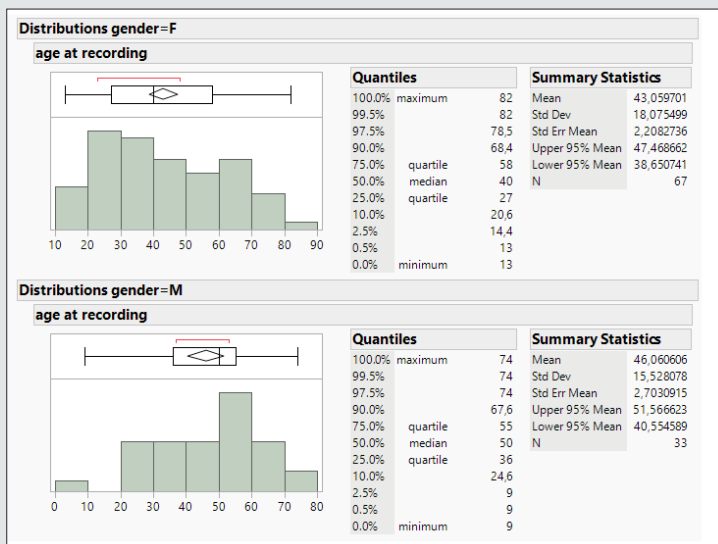 Distributions gender=F
age at recording
10 20 30 40 50 60 70 80 90
Quantiles
100.0% maximum 82
99.5% 82
97.5% 78,5
90.0% 68,4
75.0% quartile 58
50.0% median 40
25.0% quartile 27
10.0% 20,6
2.5% 14,4
0.5% 13
0.0% minimum 13
Summary Statistics
Mean 43,059701
Std Dev 18,075499
Std Err Mean 2,2082736
Upper 95% Mean 47,468662
Lower 95% Mean 38,650741
N 67
Distributions gender=M
age at recording
0 10 20 30 40 50 60 70 80
Quantiles
100.0% maximum 74
99.5% 74
97.5% 74
90.0% 67,6
75.0% quartile 55
50.0% median 50
25.0% quartile 36
10.0% 24,6
2.5% 9
0.5% 9
0.0% minimum 9
Summary Statistics
Mean 46,060606
Std Dev 15,528078
Std Err Mean 2,7030915
Upper 95% Mean 51,566623
Lower 95% Mean 40,554589
N 33